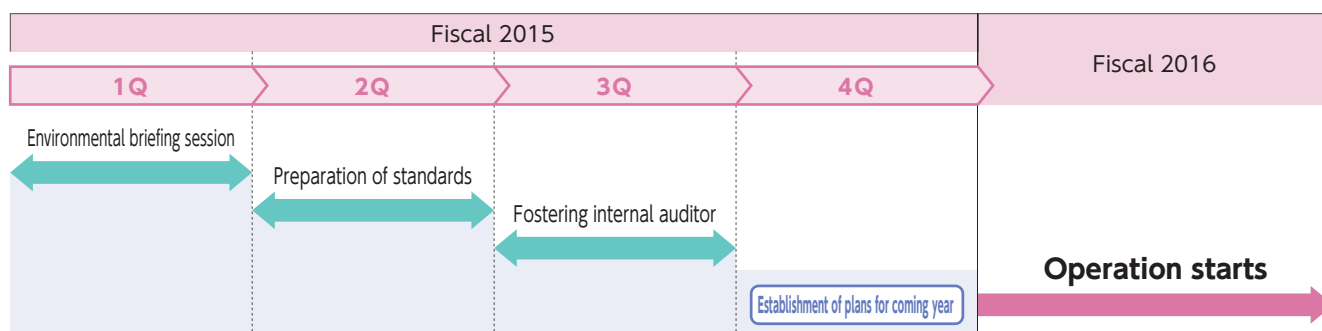 Fiscal 2015
Fiscal 2016
1Q
2Q
3Q
4Q
Environmental briefing session
Preparation of standards
Fostering internal auditor
Operation starts
Establishment of plans for coming year